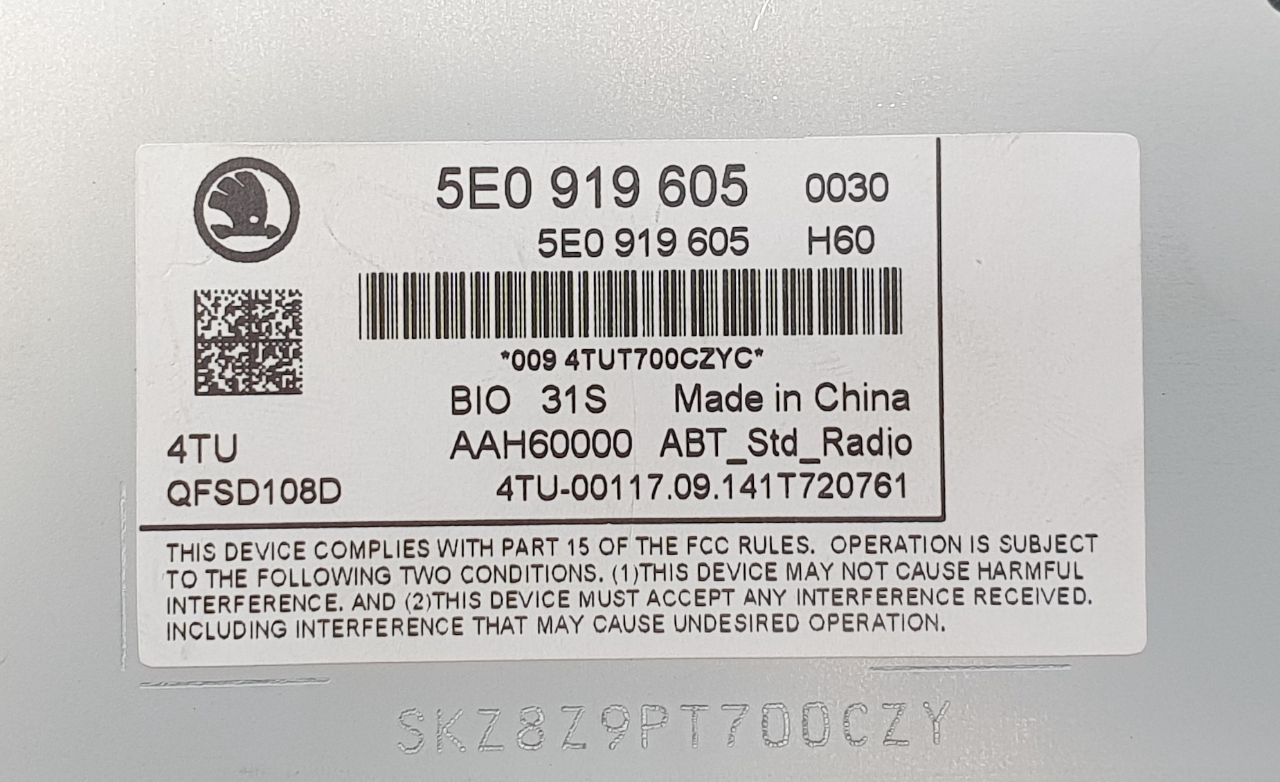 5E0 919 605 0030
5E0 919 605 H60
*009 4TUT700CZYC*
BIO 31S Made in China
4TU AAH60000 ABT_Std_Radio
QFSD108D 4TU-00117.09.141T720761
THIS DEVICE COMPLIES WITH PART 15 OF THE FCC RULES. OPERATION IS SUBJECT
TO THE FOLLOWING TWO CONDITIONS. (1)THIS DEVICE MAY NOT CAUSE HARMFUL
INTERFERENCE. AND (2)THIS DEVICE MUST ACCEPT ANY INTERFERENCE RECEIVED.
INCLUDING INTERFERENCE THAT MAY CAUSE UNDESIRED OPERATION.
SKZ8Z9PT700CZY